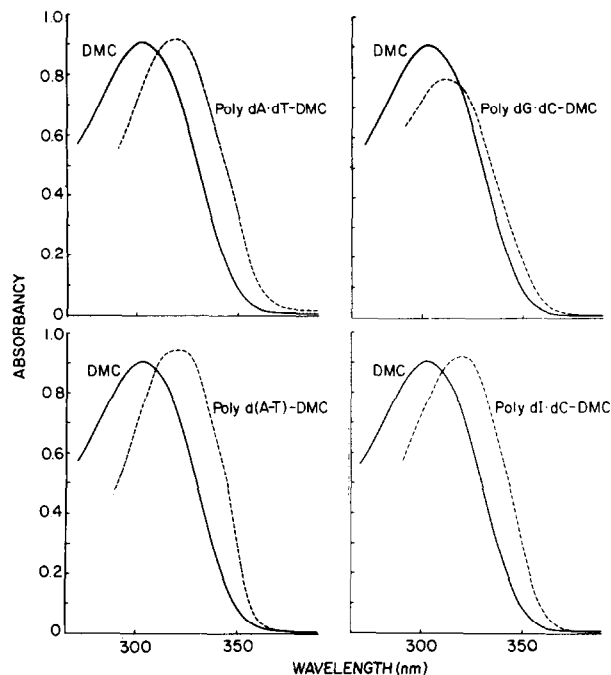 1.0
0.8
0.6
0.4
0.2
0
DMC
Poly dA·dT-DMC
DMC
Poly dG·dC-DMC
ABSORBANCY
1.0
0.8
0.6
0.4
0.2
0
DMC
Poly d(A-T)-DMC
DMC
Poly dI·dC-DMC
300
350
300
350
WAVELENGTH (nm)